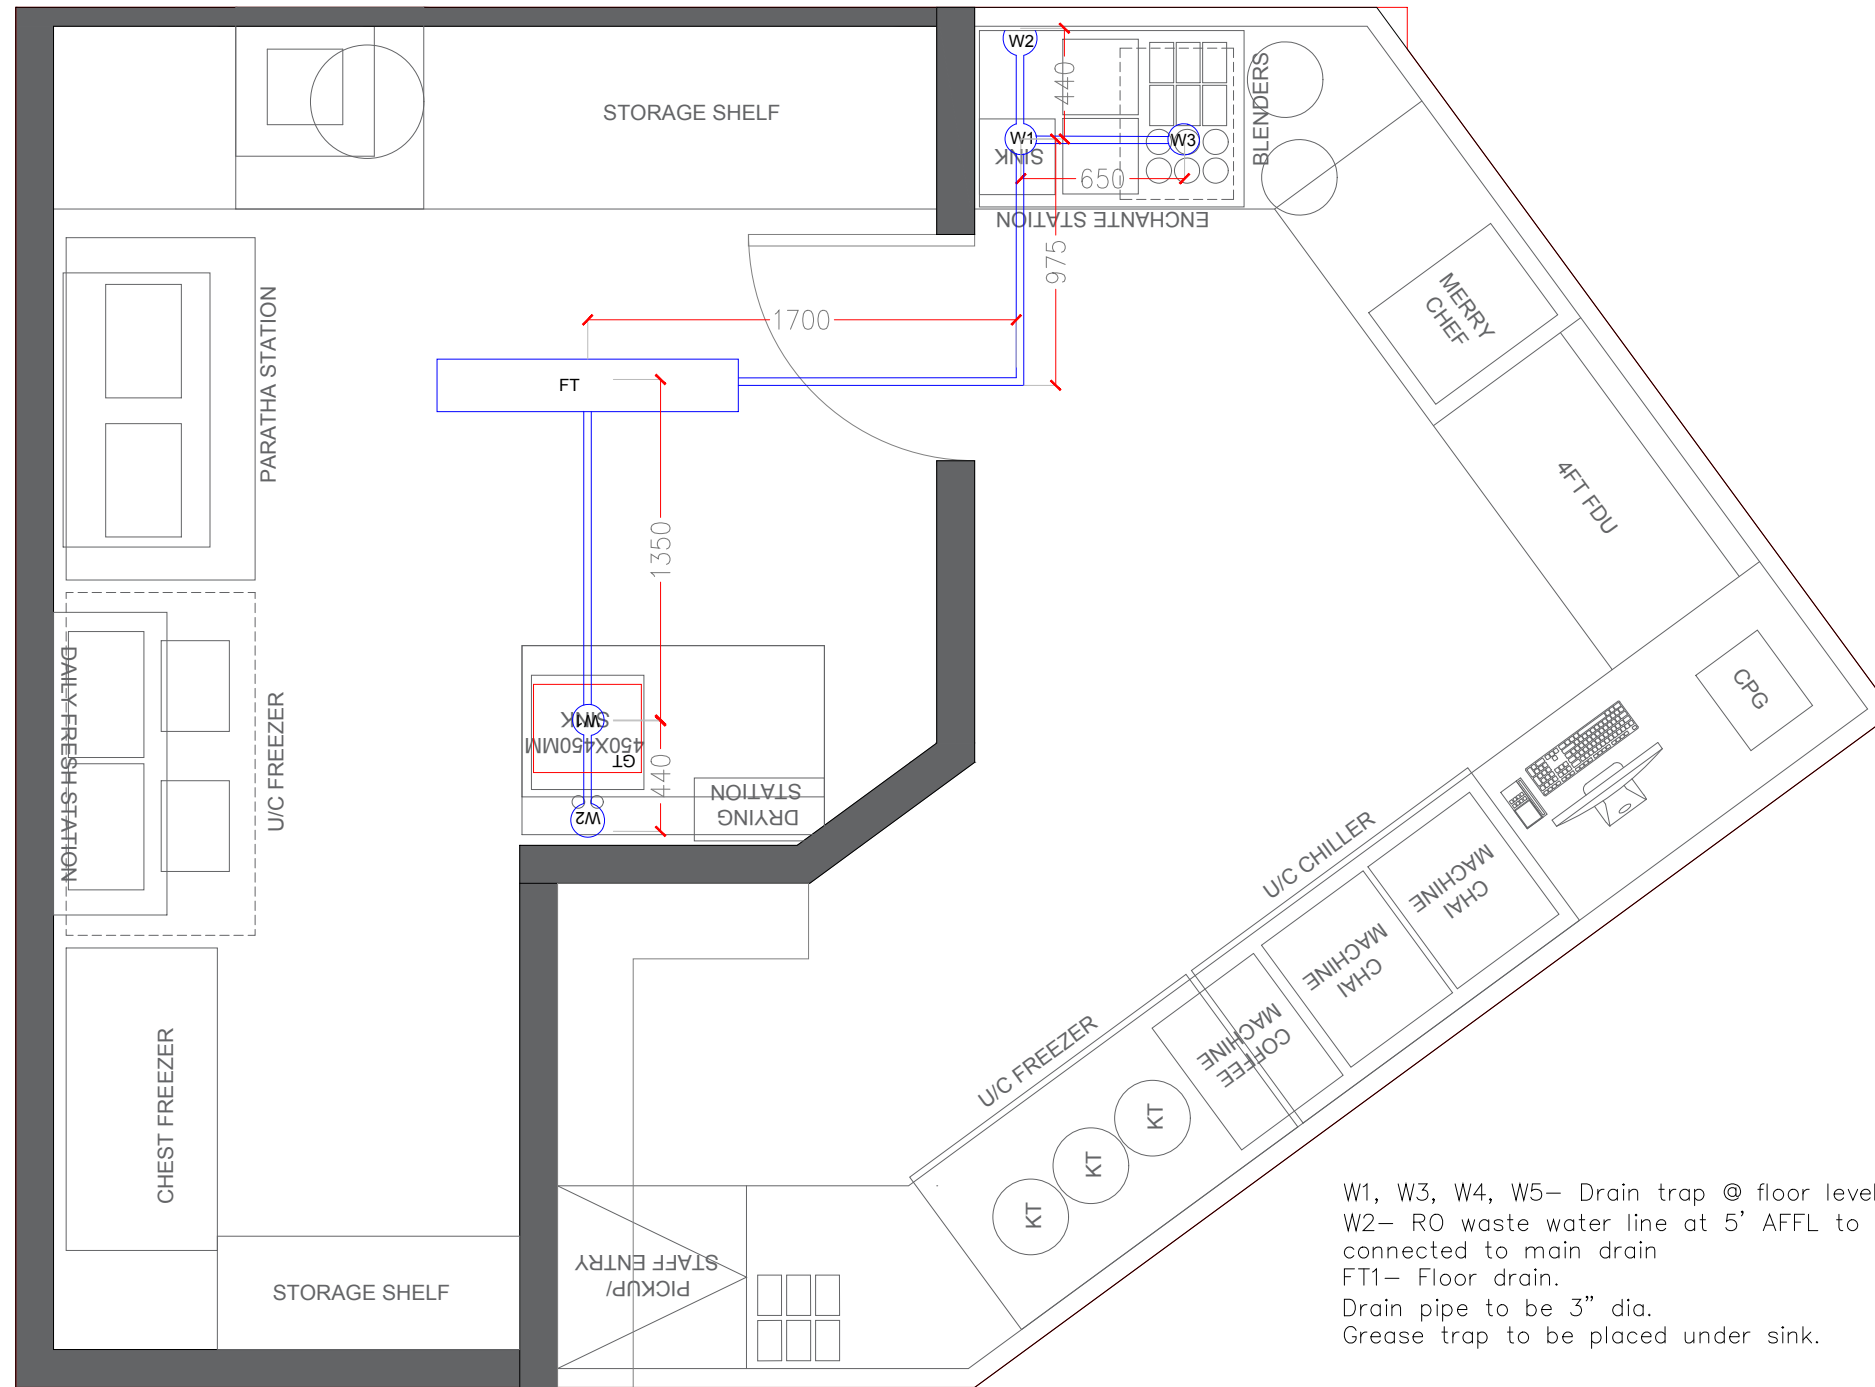 W2
STORAGE SHELF
440
BLENDERS
W1
W3
SINK
650
ENCHANTE STATION
975
MERRY
CHEF
1700
PARATHA STATION
FT
4FT FDU
1350
DAILY FRESH STATION
U/C FREEZER
W1
SINK
450X450MM
GT
440
W2
DRYING
STATION
CPG
U/C CHILLER
CHAI
MACHINE
CHAI
MACHINE
COFFEE
MACHINE
U/C FREEZER
KT
KT
KT
CHEST FREEZER
STORAGE SHELF
PICKUP/
STAFF ENTRY
W1, W3, W4, W5– Drain trap @ floor level
W2– RO waste water line at 5' AFFL to
connected to main drain
FT1– Floor drain.
Drain pipe to be 3" dia.
Grease trap to be placed under sink.